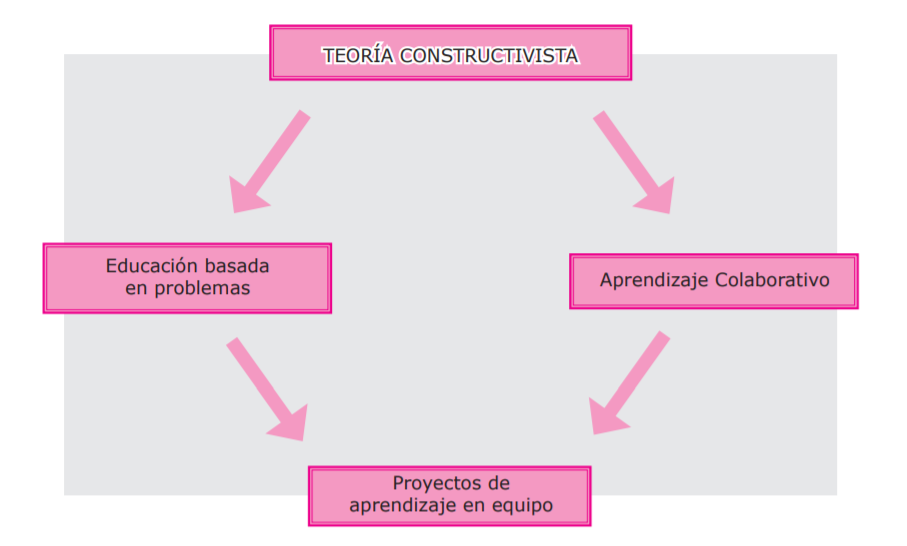 TEORÍA CONSTRUCTIVISTA
Educación basada
en problemas
Aprendizaje Colaborativo
Proyectos de
aprendizaje en equipo